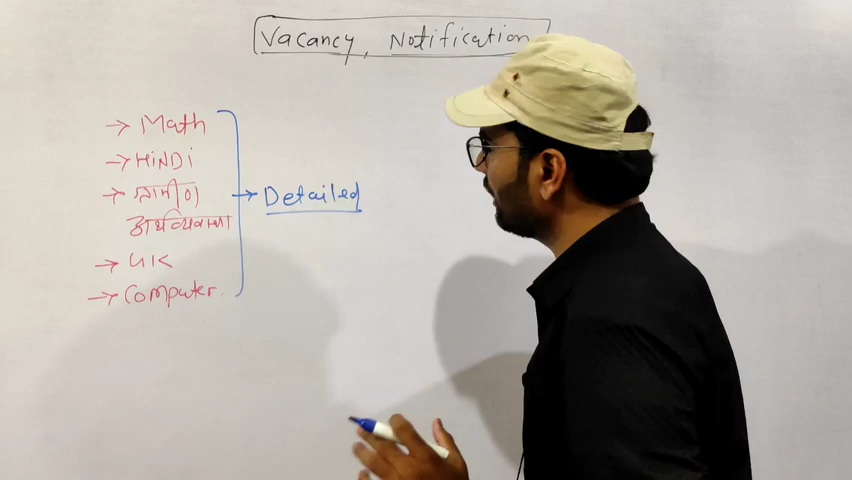 Vacancy, Notification
→ Math
→ HiNDi
→ ग्रामीण
अर्थव्यवस्था
→ GK
→ Computer.
→ Detailed